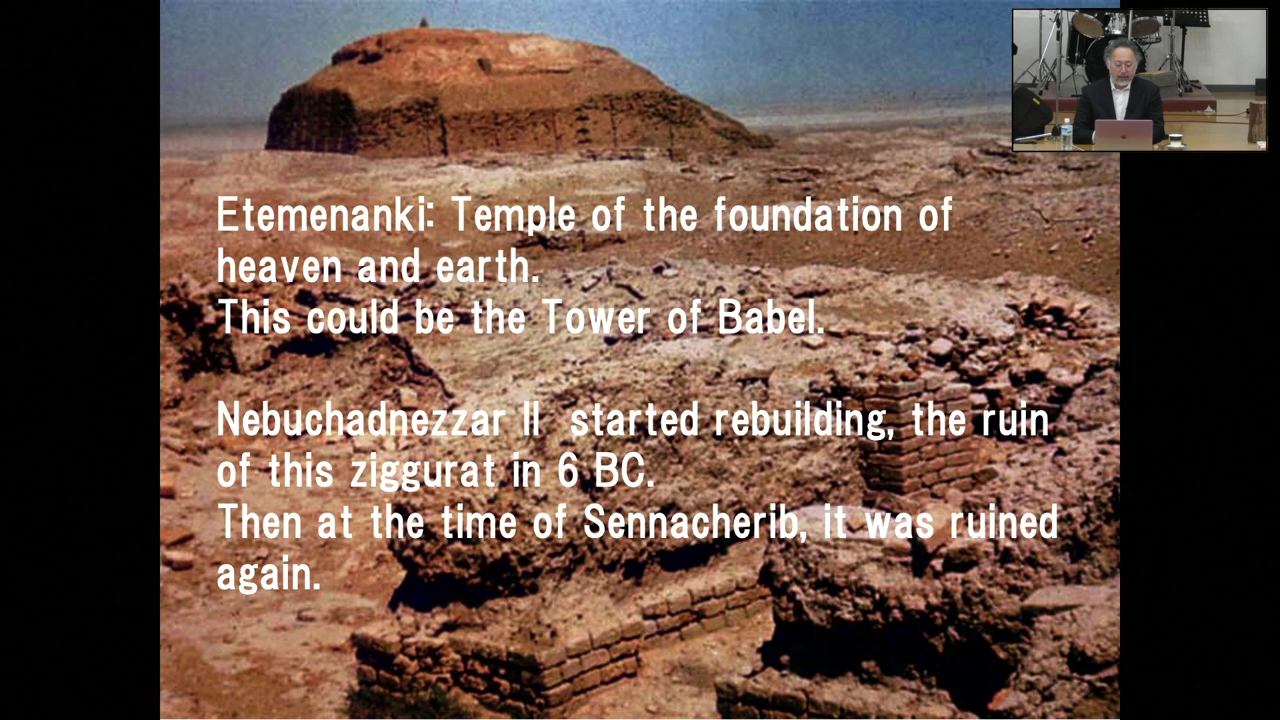 Etemenanki: Temple of the foundation of
heaven and earth.
This could be the Tower of Babel.
Nebuchadnezzar II started rebuilding, the ruin
of this ziggurat in 6 BC.
Then at the time of Sennacherib, it was ruined
again.